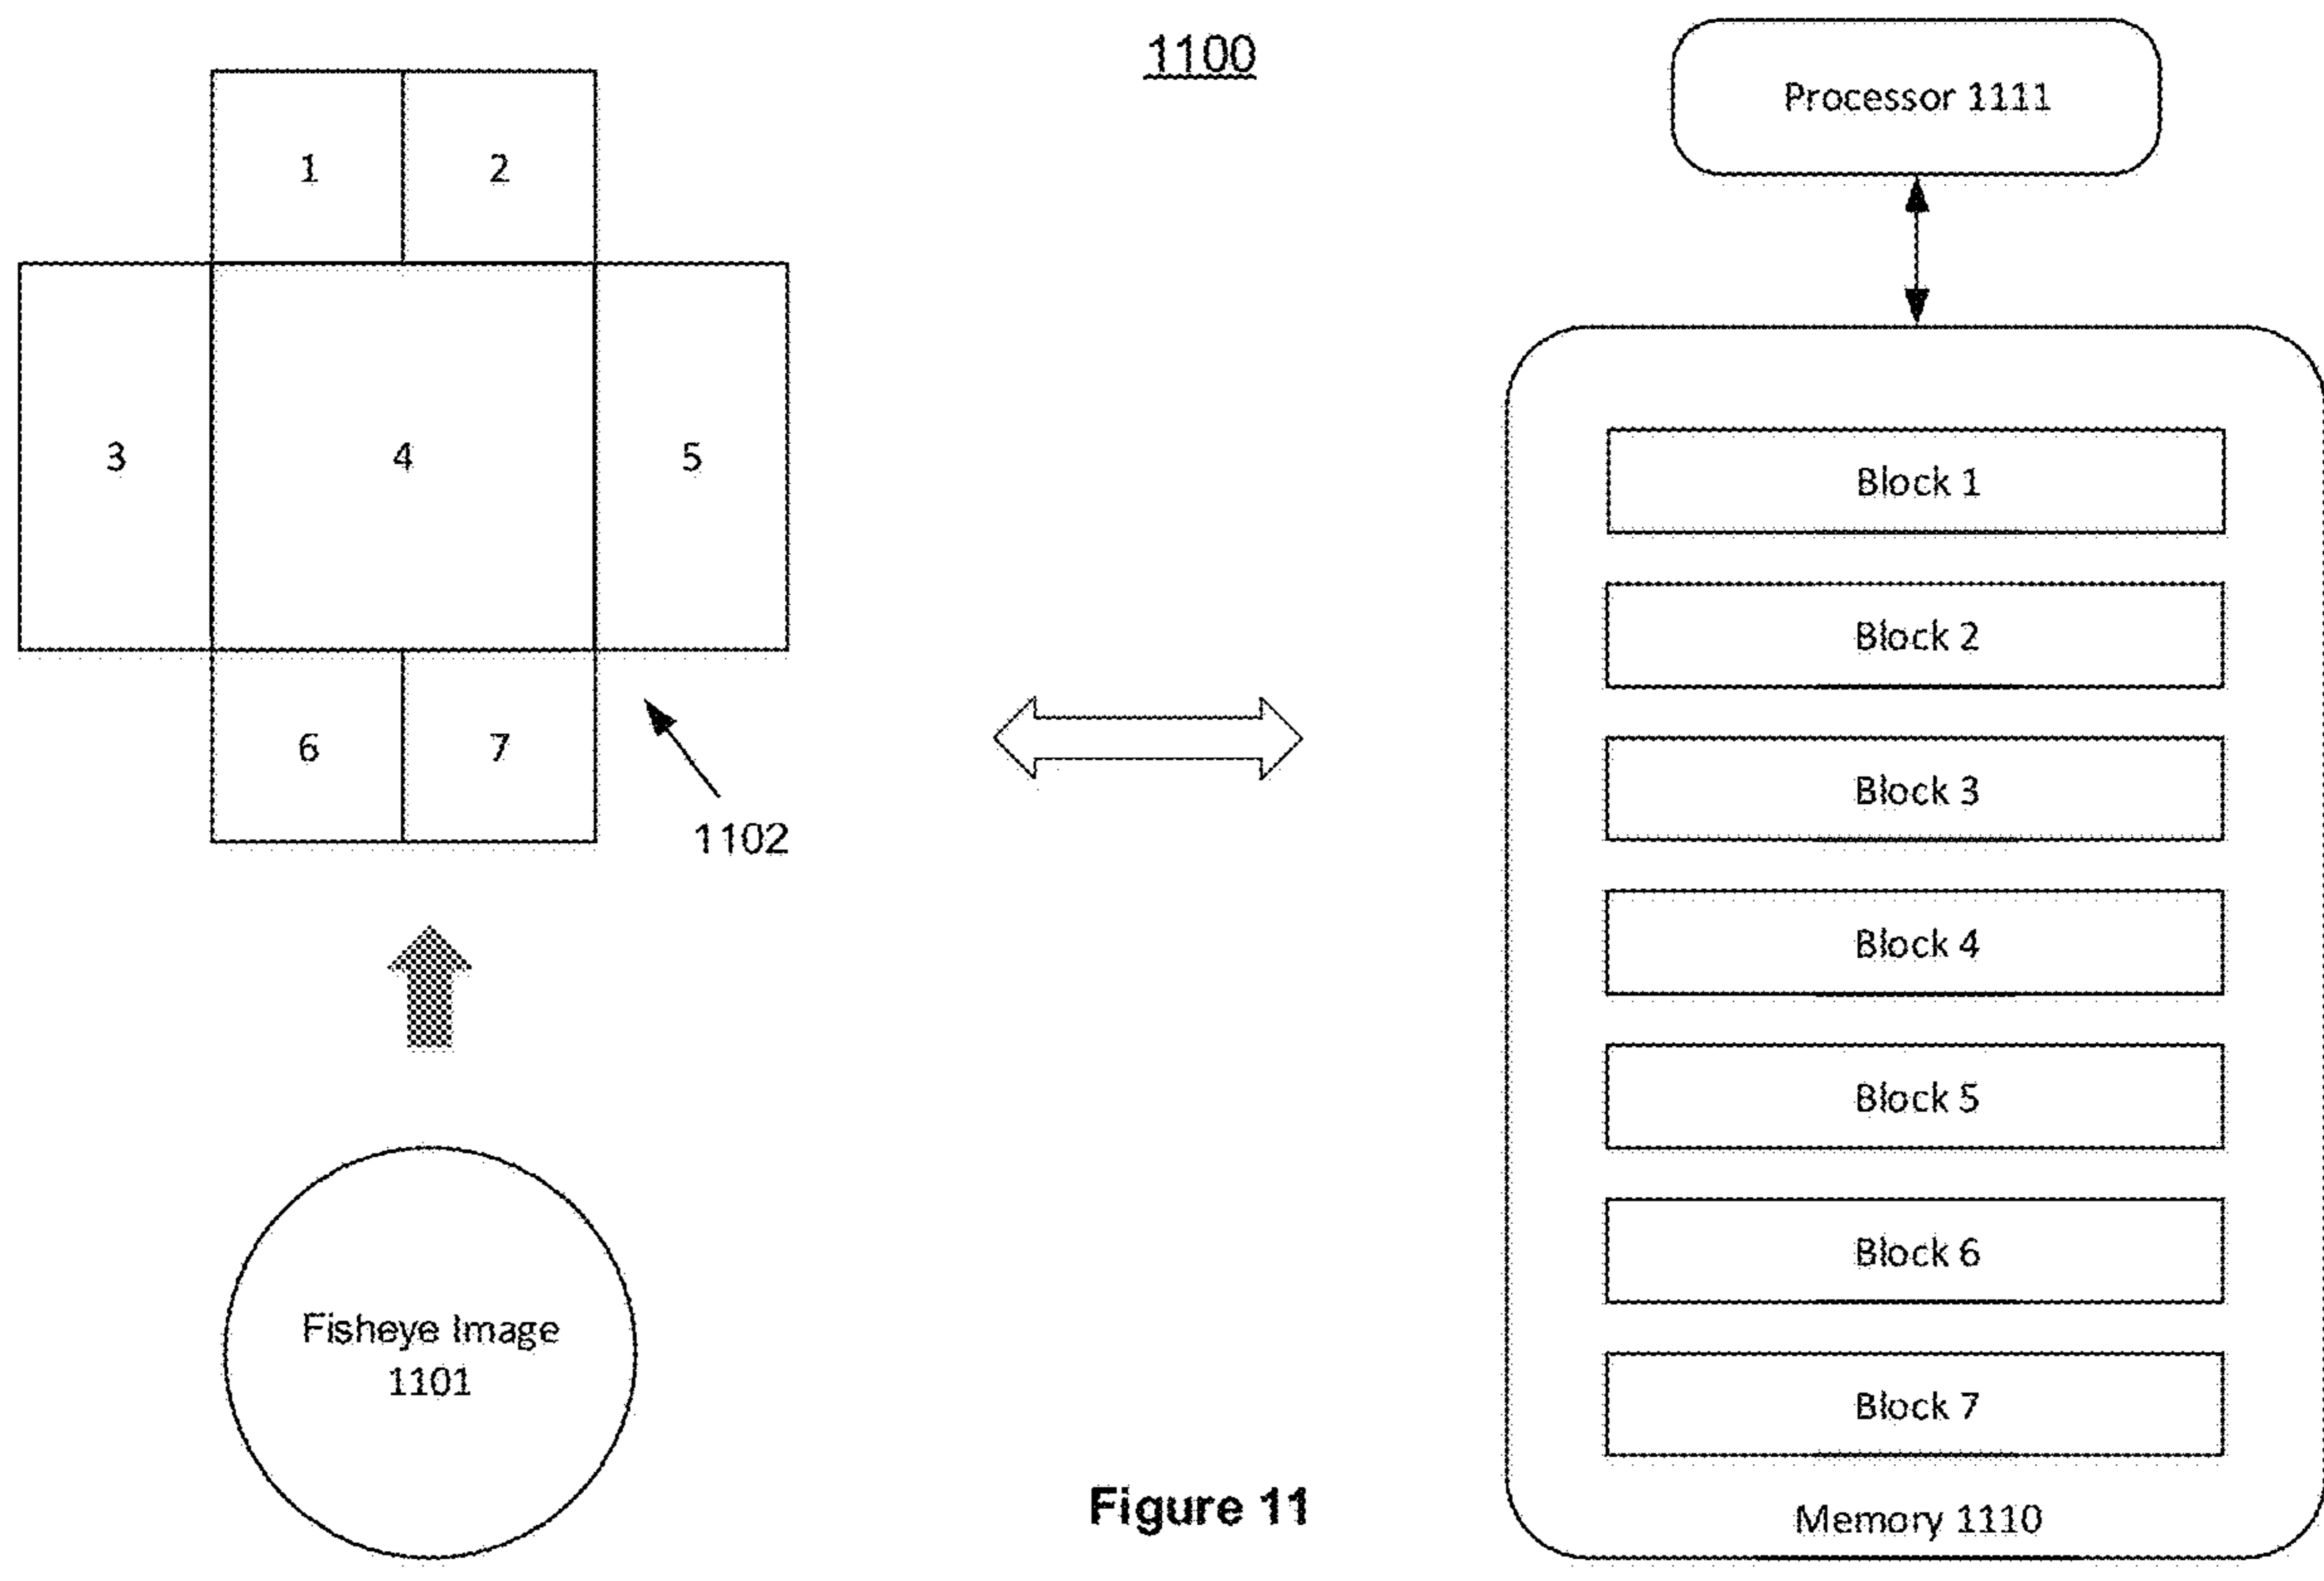 1100
Processor 1111
1
2
3
4
5
6
7
1102
Fisheye Image
1101
Block 1
Block 2
Block 3
Block 4
Block 5
Block 6
Block 7
Memory 1110
Figure 11